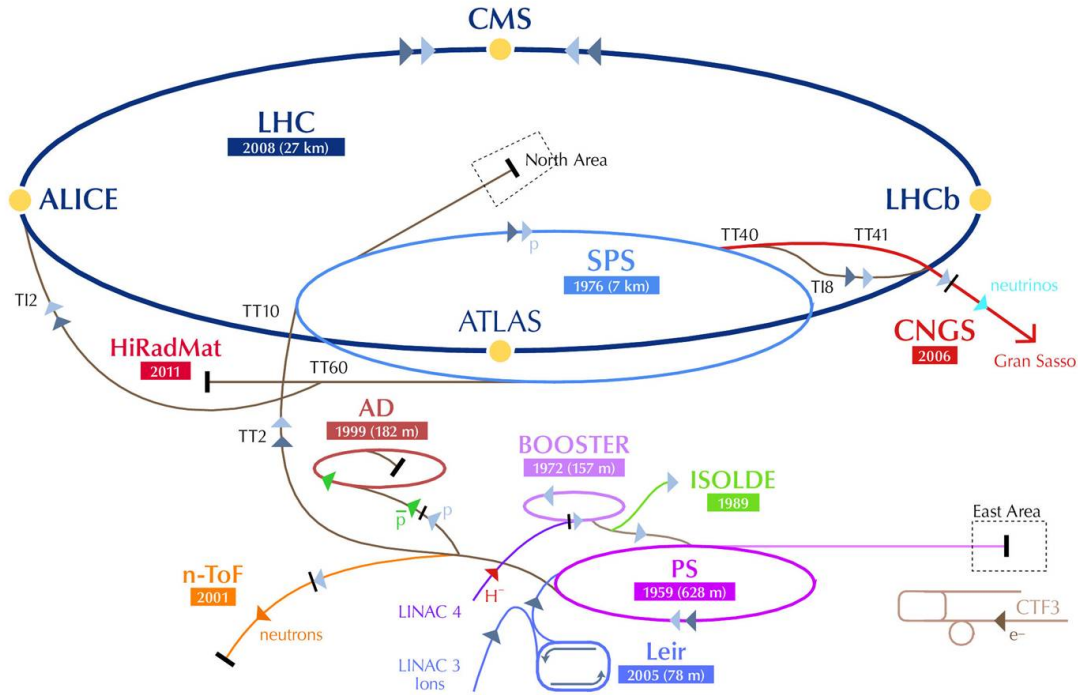 CMS
LHC
2008 (27 km)
North Area
ALICE
LHCb
TT40
TT41
p
SPS
1976 (7 km)
TI8
neutrinos
TI2
TT10
ATLAS
CNGS
2006
Gran Sasso
HiRadMat
2011
TT60
AD
1999 (182 m)
TT2
BOOSTER
1972 (157 m)
ISOLDE
1989
p̄
p
East Area
n-ToF
2001
PS
1959 (628 m)
H⁻
LINAC 4
neutrons
CTF3
e–
LINAC 3
Ions
Leir
2005 (78 m)